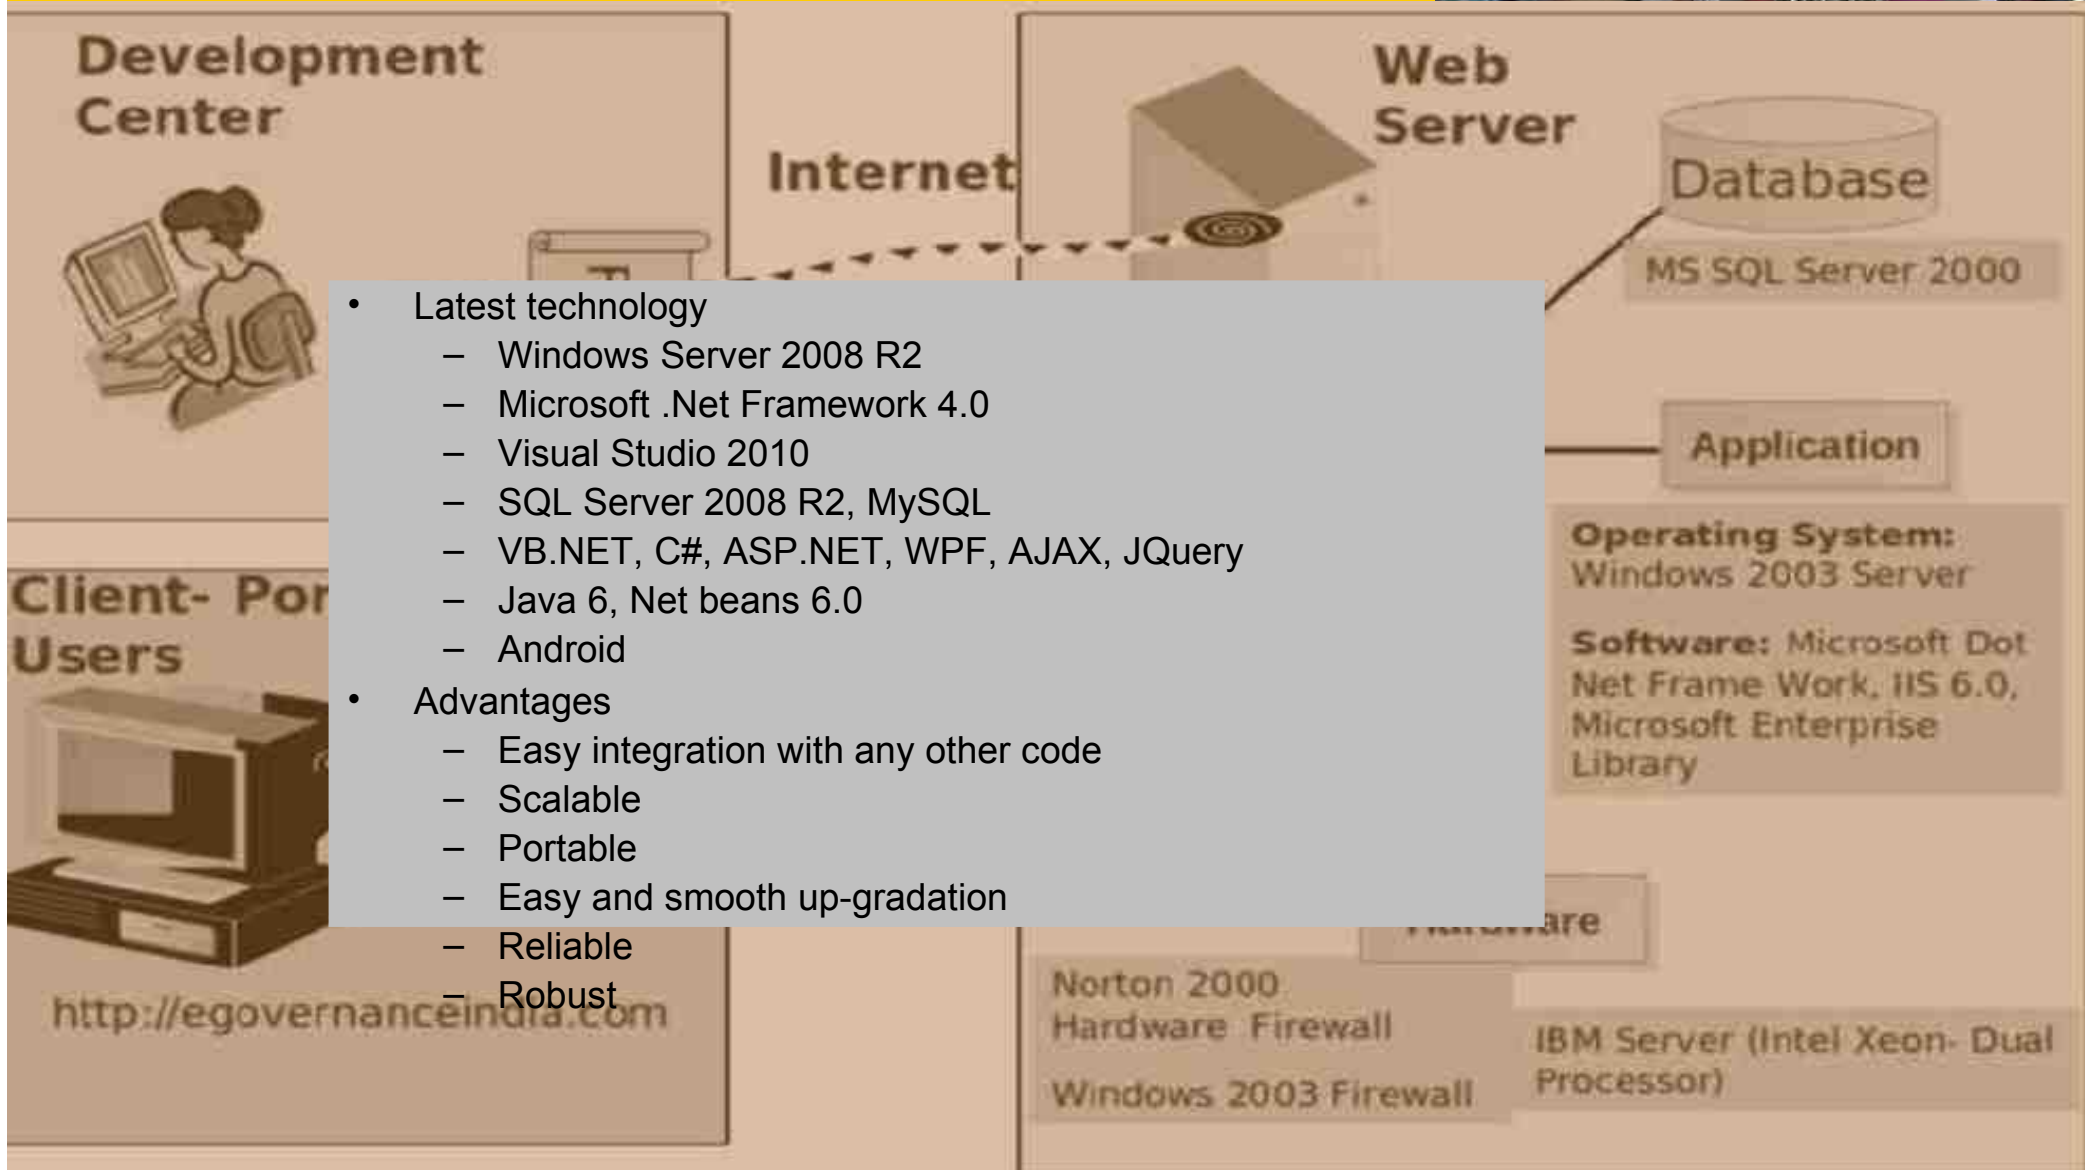 Development
Center
Internet
Web
Server
Database
MS SQL Server 2000
• Latest technology
– Windows Server 2008 R2
– Microsoft .Net Framework 4.0
– Visual Studio 2010
– SQL Server 2008 R2, MySQL
– VB.NET, C#, ASP.NET, WPF, AJAX, JQuery
– Java 6, Net beans 6.0
– Android
• Advantages
– Easy integration with any other code
– Scalable
– Portable
– Easy and smooth up-gradation
– Reliable
– Robust
Application
Operating System:
Windows 2003 Server
Software: Microsoft Dot
Net Frame Work, IIS 6.0,
Microsoft Enterprise
Library
Client-
Users
http://egovernanceindia.com
Hardware
Norton 2000
Hardware Firewall
Windows 2003 Firewall
IBM Server (Intel Xeon- Dual
Processor)